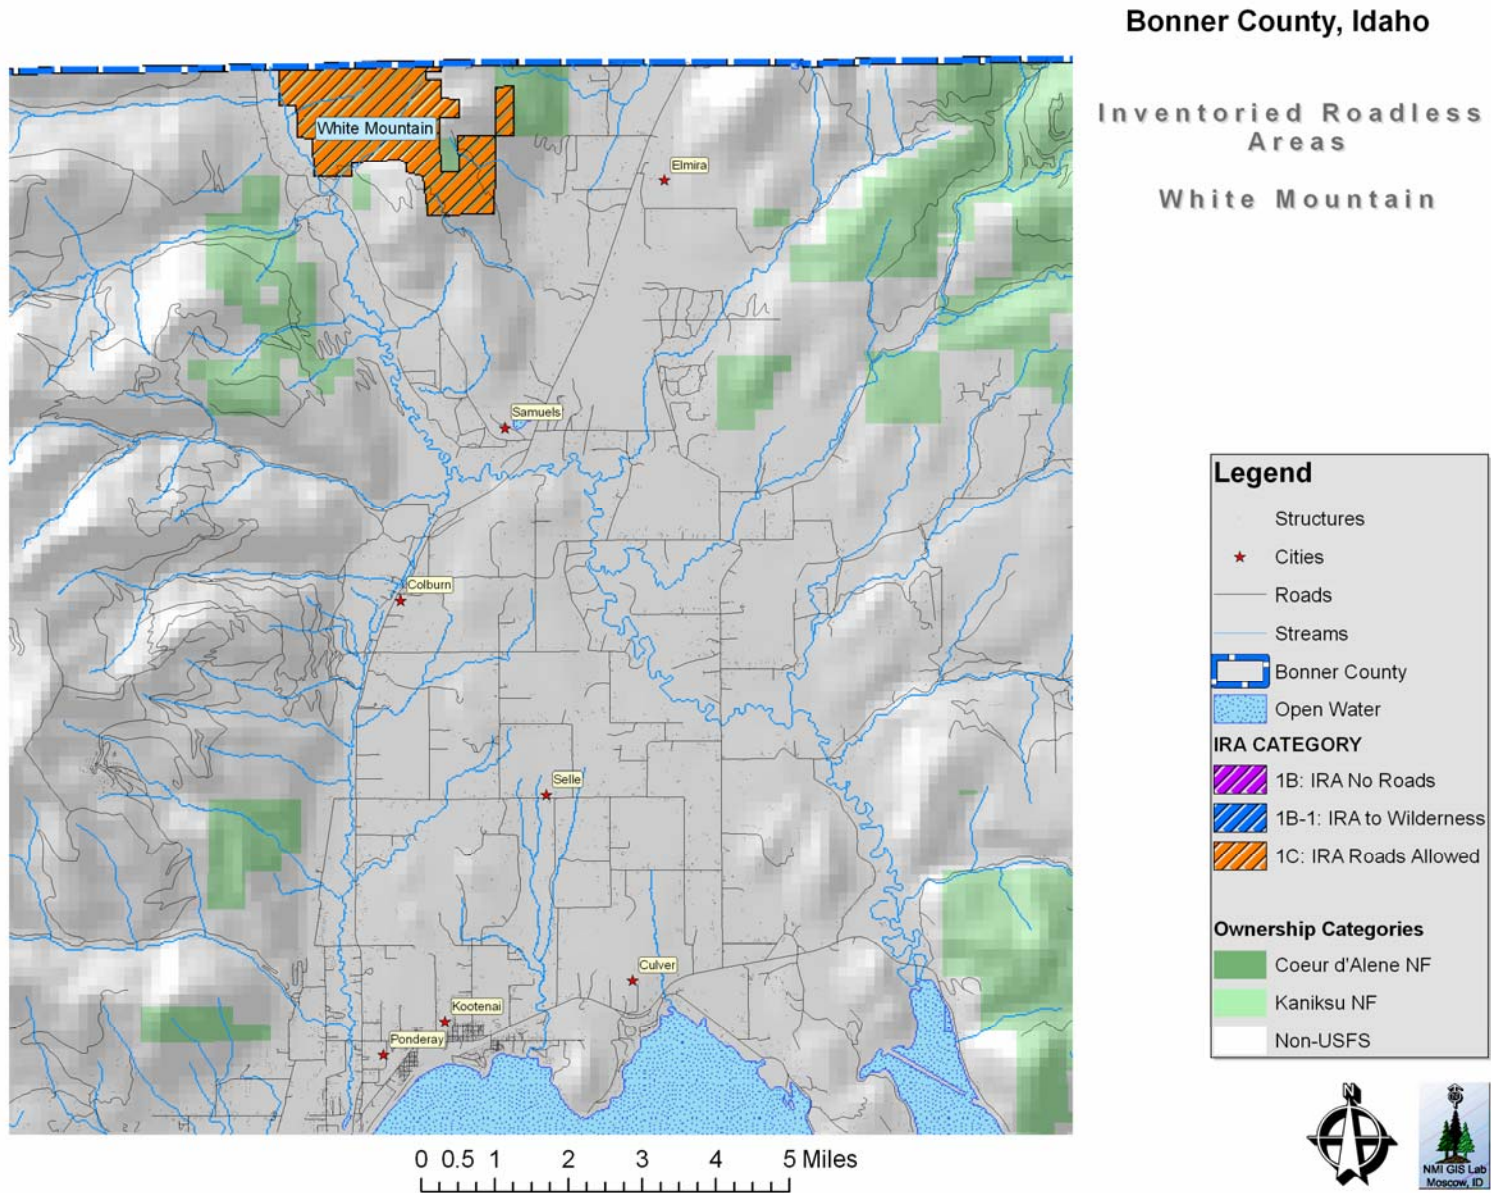 Bonner County, Idaho
Inventoried Roadless
Areas
White Mountain
White Mountain
Elmira
Samuels
Colburn
Selle
Culver
Kootenai
Ponderay
Legend
Structures
Cities
Roads
Streams
Bonner County
Open Water
IRA CATEGORY
1B: IRA No Roads
1B-1: IRA to Wilderness
1C: IRA Roads Allowed
Ownership Categories
Coeur d'Alene NF
Kaniksu NF
Non-USFS
0 0.5 1 2 3 4 5 Miles
N
NMI GIS Lab
Moscow, ID